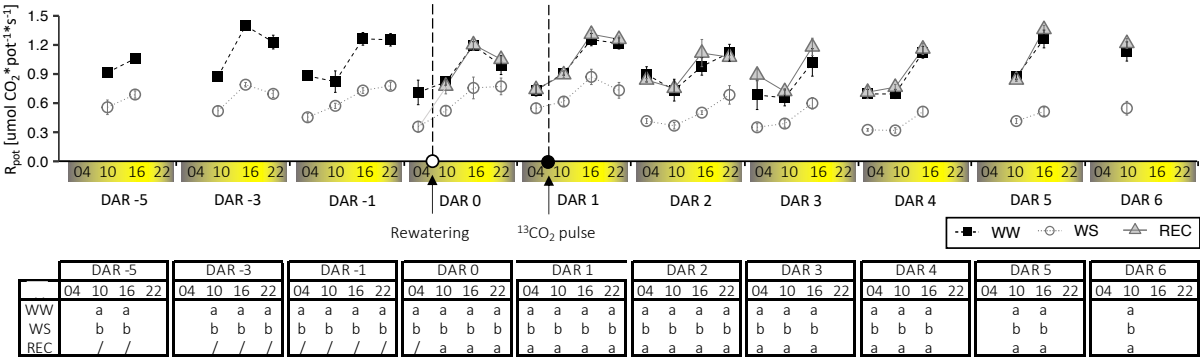 1.5
1.2
0.9
0.6
0.3
0.0
R_pot [umol CO₂*pot⁻¹*s⁻¹]
04 10 16 22 04 10 16 22 04 10 16 22 04 10 16 22 04 10 16 22 04 10 16 22 04 10 16 22 04 10 16 22 04 10 16 22 04 10 16 22
DAR -5 DAR -3 DAR -1 DAR 0 DAR 1 DAR 2 DAR 3 DAR 4 DAR 5 DAR 6
Rewatering ¹³CO₂ pulse
WW WS REC
DAR -5 DAR -3 DAR -1 DAR 0 DAR 1 DAR 2 DAR 3 DAR 4 DAR 5 DAR 6
04 10 16 22 04 10 16 22 04 10 16 22 04 10 16 22 04 10 16 22 04 10 16 22 04 10 16 22 04 10 16 22 04 10 16 22 04 10 16 22
WW a a a a a a a a a a a a a a a a a a a a a a a a a a a a a a
WS b b b b b b b b b b b b b b b b b b b b b b b b b b b b b b
REC / / / / / / / / / / a a a a a a a a a a a a a a a a a a a a